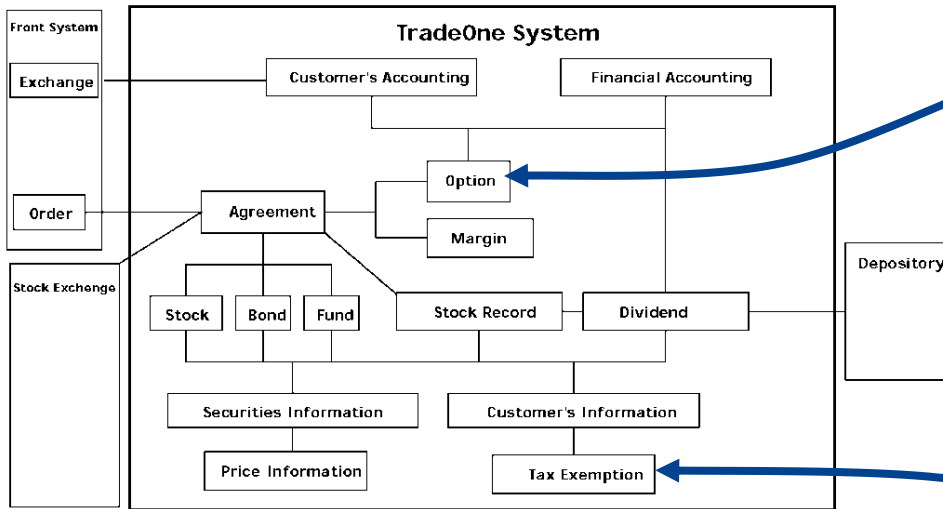 Front System
TradeOne System
Exchange
Customer's Accounting
Financial Accounting
Option
Order
Agreement
Margin
Depository
Stock Exchange
Stock
Bond
Fund
Stock Record
Dividend
Securities Information
Customer's Information
Price Information
Tax Exemption